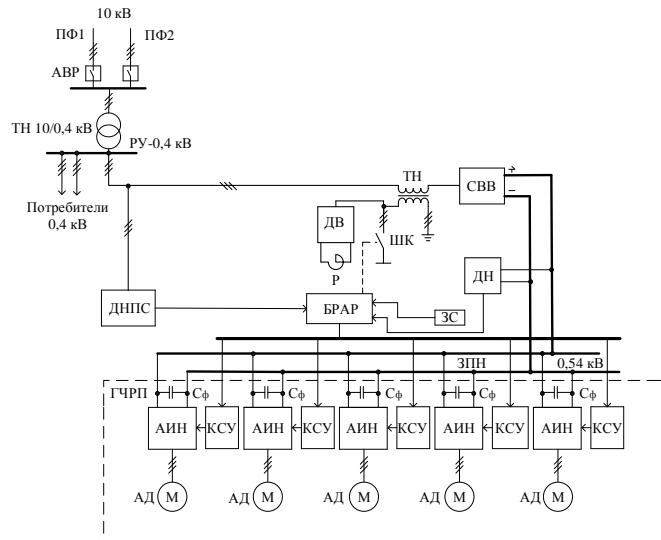 10 кВ
ПФ1 ПФ2
АВР
ТН 10/0,4 кВ
РУ-0,4 кВ
ТН
СВВ
+
−
Потребители
0,4 кВ
ДВ
ШК
Р
ДН
ДНПС
БРАР
ЗС
ЗПН 0,54 кВ
ГЧРП Сф Сф Сф Сф Сф
АИН КСУ АИН КСУ АИН КСУ АИН КСУ АИН КСУ
АД М АД М АД М АД М АД М